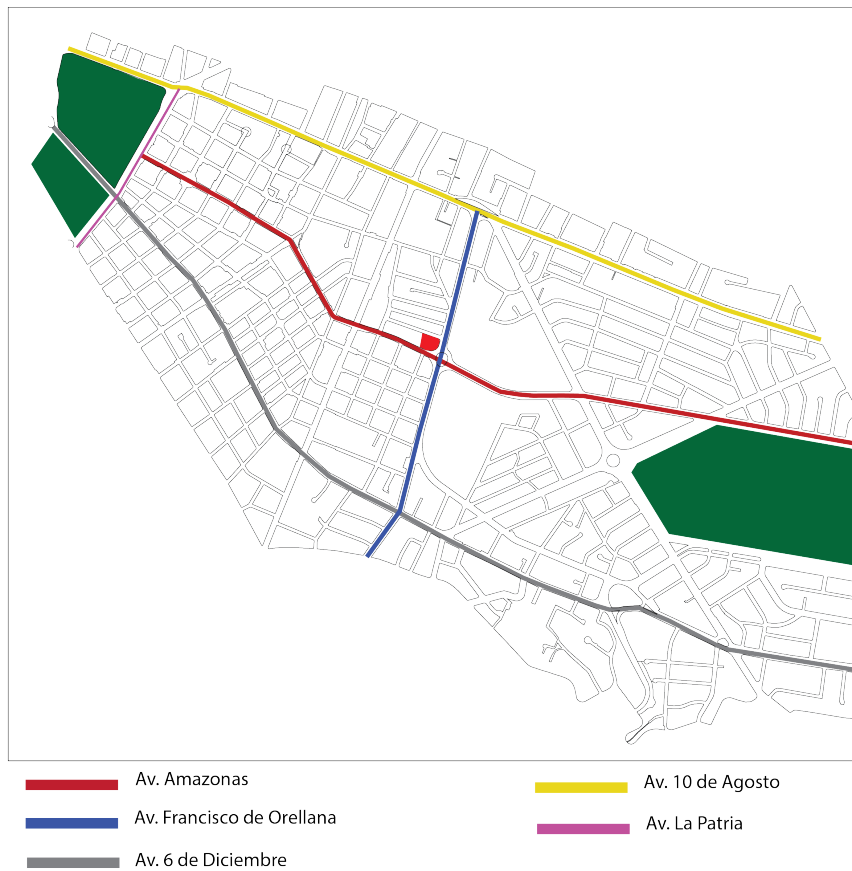 Av. Amazonas
Av. Francisco de Orellana
Av. 6 de Diciembre
Av. 10 de Agosto
Av. La Patria